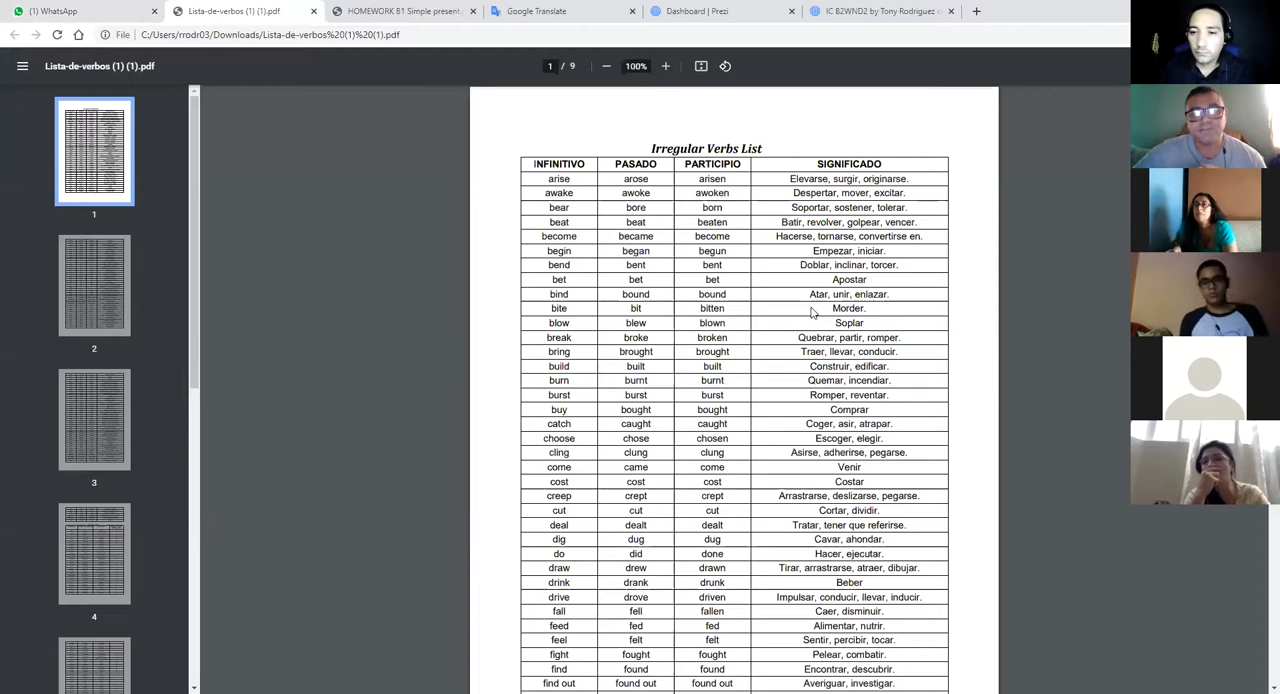 (1) WhatsApp
Lista-de-verbos (1) (1).pdf
HOMEWORK B1 Simple present
Google Translate
Dashboard | Prezi
IC B2WND2 by Tony Rodriguez o
File
C:/Users/rrodr03/Downloads/Lista-de-verbos%20(1)%20(1).pdf
Lista-de-verbos (1) (1).pdf
1 / 9
100%
1
2
3
4
Irregular Verbs List
INFINITIVO PASADO PARTICIPIO SIGNIFICADO
arise arose arisen Elevarse, surgir, originarse.
awake awoke awoken Despertar, mover, excitar.
bear bore born Soportar, sostener, tolerar.
beat beat beaten Batir, revolver, golpear, vencer.
become became become Hacerse, tornarse, convertirse en.
begin began begun Empezar, iniciar.
bend bent bent Doblar, inclinar, torcer.
bet bet bet Apostar
bind bound bound Atar, unir, enlazar.
bite bit bitten Morder.
blow blew blown Soplar
break broke broken Quebrar, partir, romper.
bring brought brought Traer, llevar, conducir.
build built built Construir, edificar.
burn burnt burnt Quemar, incendiar.
burst burst burst Romper, reventar.
buy bought bought Comprar
catch caught caught Coger, asir, atrapar.
choose chose chosen Escoger, elegir.
cling clung clung Asirse, adherirse, pegarse.
come came come Venir
cost cost cost Costar
creep crept crept Arrastrarse, deslizarse, pegarse.
cut cut cut Cortar, dividir.
deal dealt dealt Tratar, tener que referirse.
dig dug dug Cavar, ahondar.
do did done Hacer, ejecutar.
draw drew drawn Tirar, arrastrarse, atraer, dibujar.
drink drank drunk Beber
drive drove driven Impulsar, conducir, llevar, inducir.
fall fell fallen Caer, disminuir.
feed fed fed Alimentar, nutrir.
feel felt felt Sentir, percibir, tocar.
fight fought fought Pelear, combatir.
find found found Encontrar, descubrir.
find out found out found out Averiguar, investigar.